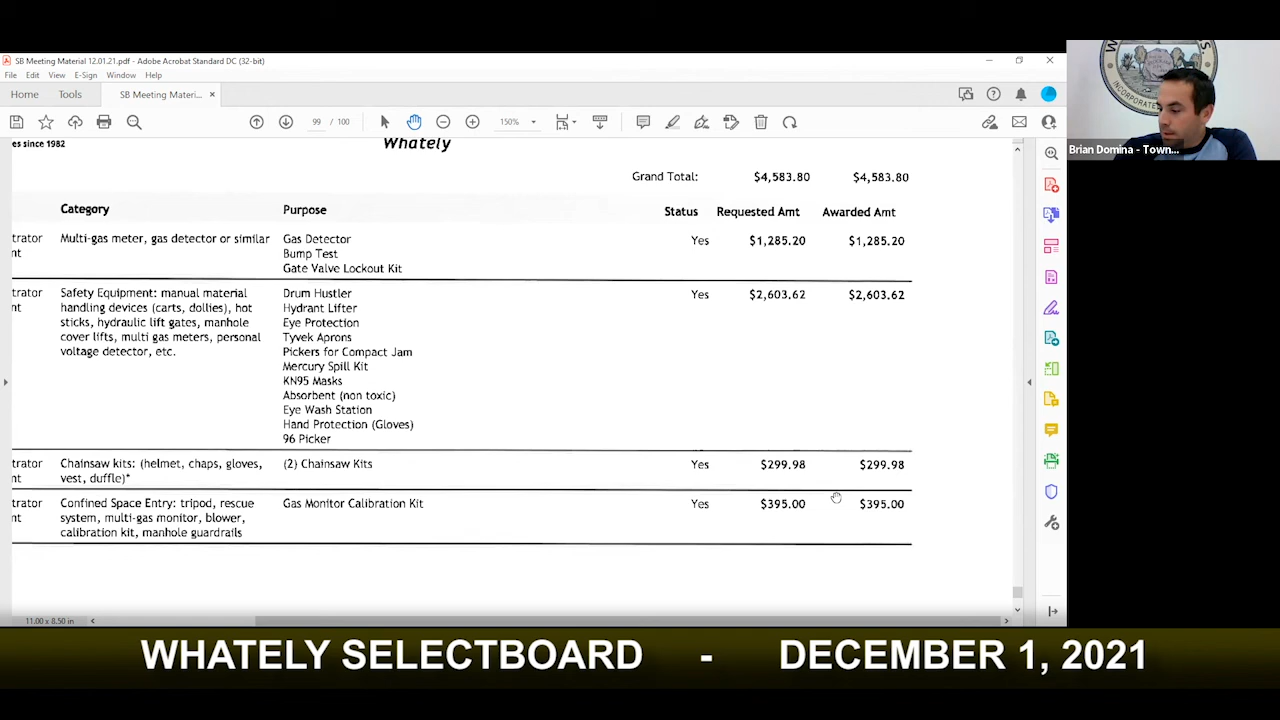 SB Meeting Material 12.01.21.pdf - Adobe Acrobat Standard DC (32-bit)
File Edit View E-Sign Window Help
Home Tools SB Meeting Materi... ×
99 / 100 150%
es since 1982
Whately
Grand Total: $4,583.80 $4,583.80
Category Purpose Status Requested Amt Awarded Amt
trator Multi-gas meter, gas detector or similar Gas Detector Yes $1,285.20 $1,285.20
nt Bump Test
Gate Valve Lockout Kit
trator Safety Equipment: manual material Drum Hustler Yes $2,603.62 $2,603.62
nt handling devices (carts, dollies), hot Hydrant Lifter
sticks, hydraulic lift gates, manhole Eye Protection
cover lifts, multi gas meters, personal Tyvek Aprons
voltage detector, etc. Pickers for Compact Jam
Mercury Spill Kit
KN95 Masks
Absorbent (non toxic)
Eye Wash Station
Hand Protection (Gloves)
96 Picker
trator Chainsaw kits: (helmet, chaps, gloves, (2) Chainsaw Kits Yes $299.98 $299.98
nt vest, duffle)*
trator Confined Space Entry: tripod, rescue Gas Monitor Calibration Kit Yes $395.00 $395.00
nt system, multi-gas monitor, blower,
calibration kit, manhole guardrails
11.00 x 8.50 in
INCORPORATED
Brian Domina - Town...
WHATELY SELECTBOARD - DECEMBER 1, 2021